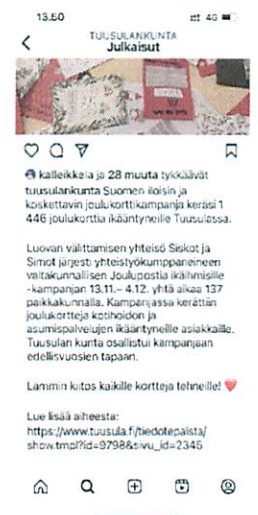 13.50
4G
TUUSULANKUNTA
Julkaisut
kalleikkela ja 28 muuta tykkäävät
tuusulankunta Suomen iloisin ja
koskettavin joulukorttikampanja keräsi 1
446 joulukorttia ikääntyneille Tuusulassa.
Luovan välittämisen yhteisö Siskot ja
Simot järjesti yhteistyökumppaneineen
valtakunnallisen Joulupostia ikäihmisille
-kampanjan 13.11.– 4.12. yhtä aikaa 137
paikkakunnalla. Kampanjassa kerättiin
joulukortteja kotihoidon ja
asumispalvelujen ikääntyneille asiakkaille.
Tuusulan kunta osallistui kampanjaan
edellisvuosien tapaan.
Lämmin kiitos kaikille kortteja tehneille! ❤️
Lue lisää aiheesta:
https://www.tuusula.fi/tiedotepalsta/
show.tmpl?id=9798&sivu_id=2345